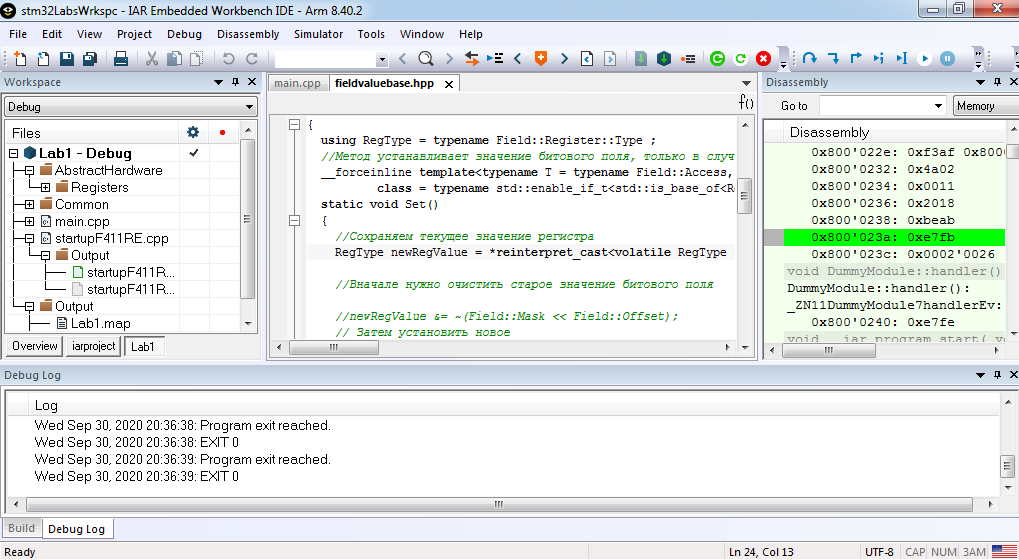 stm32LabsWrkspc - IAR Embedded Workbench IDE - Arm 8.40.2
File Edit View Project Debug Disassembly Simulator Tools Window Help
Workspace
Debug
Files
Lab1 - Debug
AbstractHardware
Registers
Common
main.cpp
startupF411RE.cpp
Output
startupF411R...
startupF411R...
Output
Lab1.map
Overview iarproject Lab1
main.cpp fieldvaluebase.hpp
f()
{
using RegType = typename Field::Register::Type ;
//Метод устанавливает значение битового поля, только в случ
__forceinline template<typename T = typename Field::Access,
class = typename std::enable_if_t<std::is_base_of<Re
static void Set()
{
//Сохраняем текущее значение регистра
RegType newRegValue = *reinterpret_cast<volatile RegType
//Вначале нужно очистить старое значение битового поля
//newRegValue &= ~(Field::Mask << Field::Offset);
// Затем установить новое
Disassembly
Go to Memory
Disassembly
0x800'022e: 0xf3af 0x8000
0x800'0232: 0x4a02
0x800'0234: 0x0011
0x800'0236: 0x2018
0x800'0238: 0xbeab
0x800'023a: 0xe7fb
0x800'023c: 0x0002'0026
void DummyModule::handler()
DummyModule::handler():
_ZN11DummyModule7handlerEv:
0x800'0240: 0xe7fe
void __iar_program_start( vo
Debug Log
Log
Wed Sep 30, 2020 20:36:38: Program exit reached.
Wed Sep 30, 2020 20:36:38: EXIT 0
Wed Sep 30, 2020 20:36:39: Program exit reached.
Wed Sep 30, 2020 20:36:39: EXIT 0
Build Debug Log
Ready Ln 24, Col 13 UTF-8 CAP NUM ЗАМ